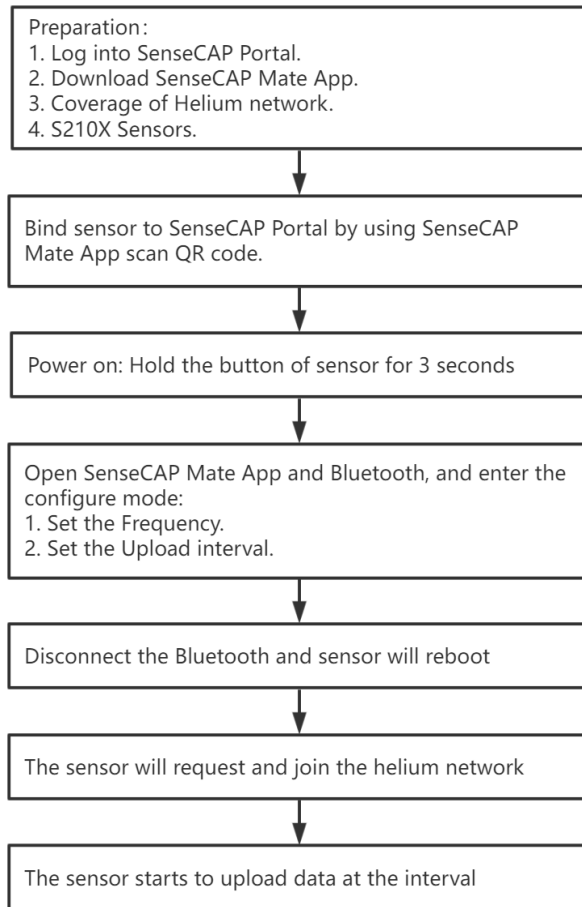 Preparation:
1. Log into SenseCAP Portal.
2. Download SenseCAP Mate App.
3. Coverage of Helium network.
4. S210X Sensors.
Bind sensor to SenseCAP Portal by using SenseCAP
Mate App scan QR code.
Power on: Hold the button of sensor for 3 seconds
Open SenseCAP Mate App and Bluetooth, and enter the
configure mode:
1. Set the Frequency.
2. Set the Upload interval.
Disconnect the Bluetooth and sensor will reboot
The sensor will request and join the helium network
The sensor starts to upload data at the interval